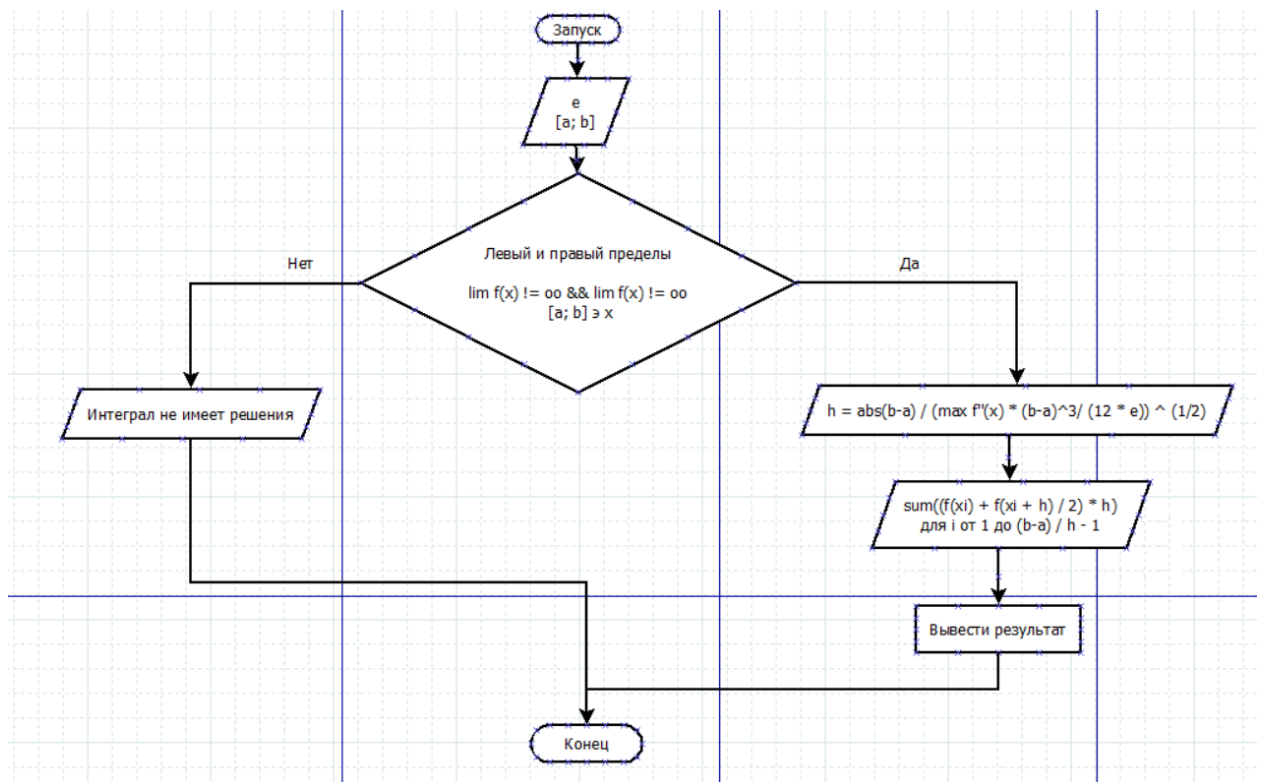 Запуск
e
[a; b]
Левый и правый пределы
lim f(x) != oo && lim f(x) != oo
[a; b] э x
Нет
Да
Интеграл не имеет решения
h = abs(b-a) / (max f"(x) * (b-a)^3/ (12 * e)) ^ (1/2)
sum((f(xi) + f(xi + h) / 2) * h)
для i от 1 до (b-a) / h - 1
Вывести результат
Конец